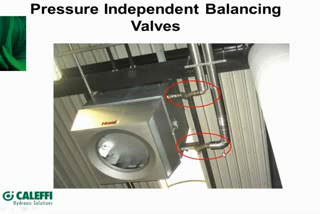 Pressure Independent Balancing
Valves
CALEFFI
Hydronic Solutions